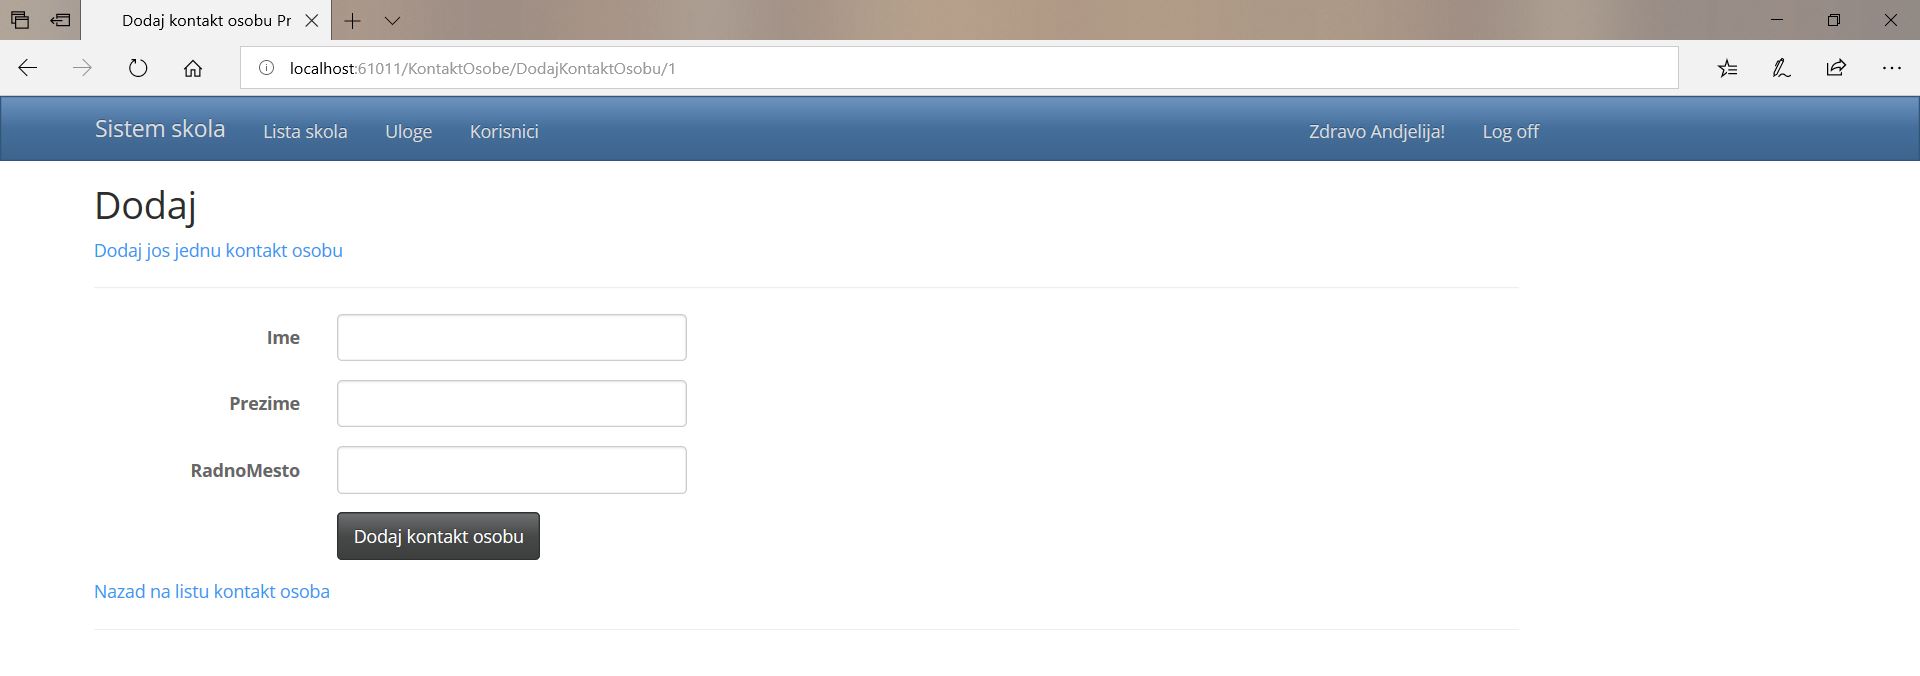 Dodaj kontakt osobu Pr
localhost:61011/KontaktOsobe/DodajKontaktOsobu/1
Sistem skola Lista skola Uloge Korisnici Zdravo Andjelija! Log off
Dodaj
Dodaj jos jednu kontakt osobu
Ime
Prezime
RadnoMesto
Dodaj kontakt osobu
Nazad na listu kontakt osoba